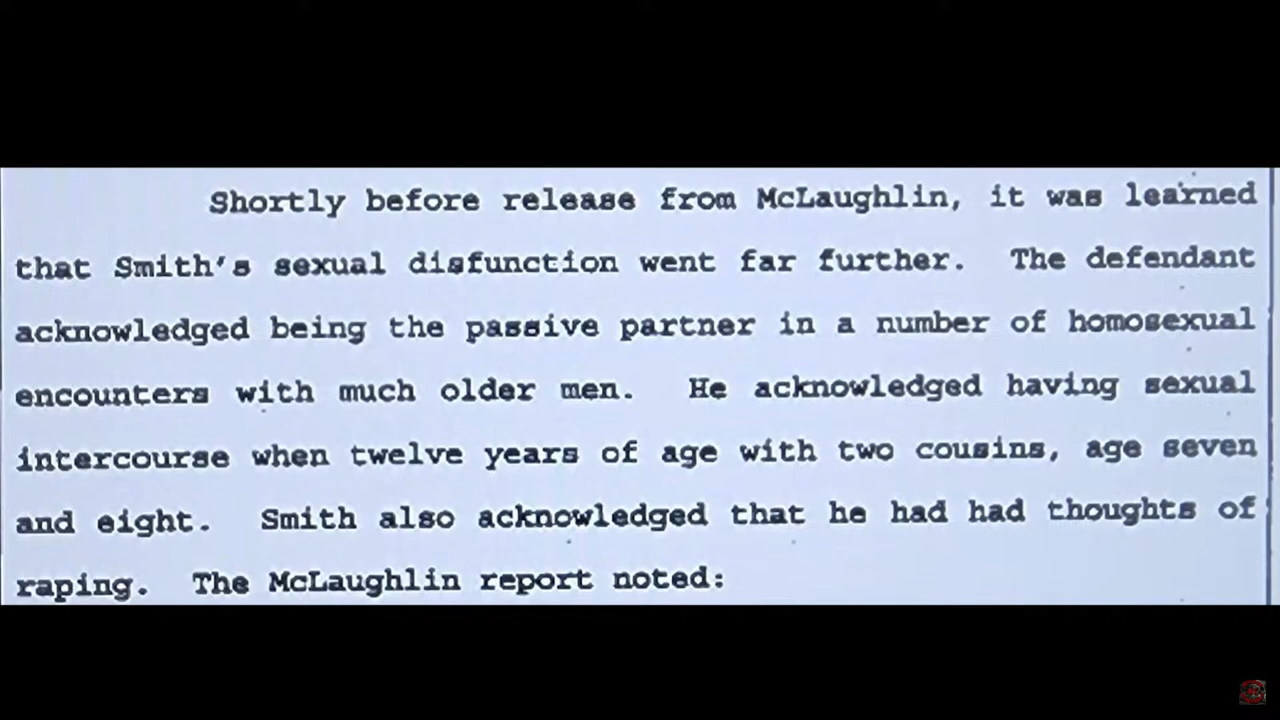 Shortly before release from McLaughlin, it was learned
that Smith's sexual disfunction went far further. The defendant
acknowledged being the passive partner in a number of homosexual
encounters with much older men. He acknowledged having sexual
intercourse when twelve years of age with two cousins, age seven
and eight. Smith also acknowledged that he had had thoughts of
raping. The McLaughlin report noted: